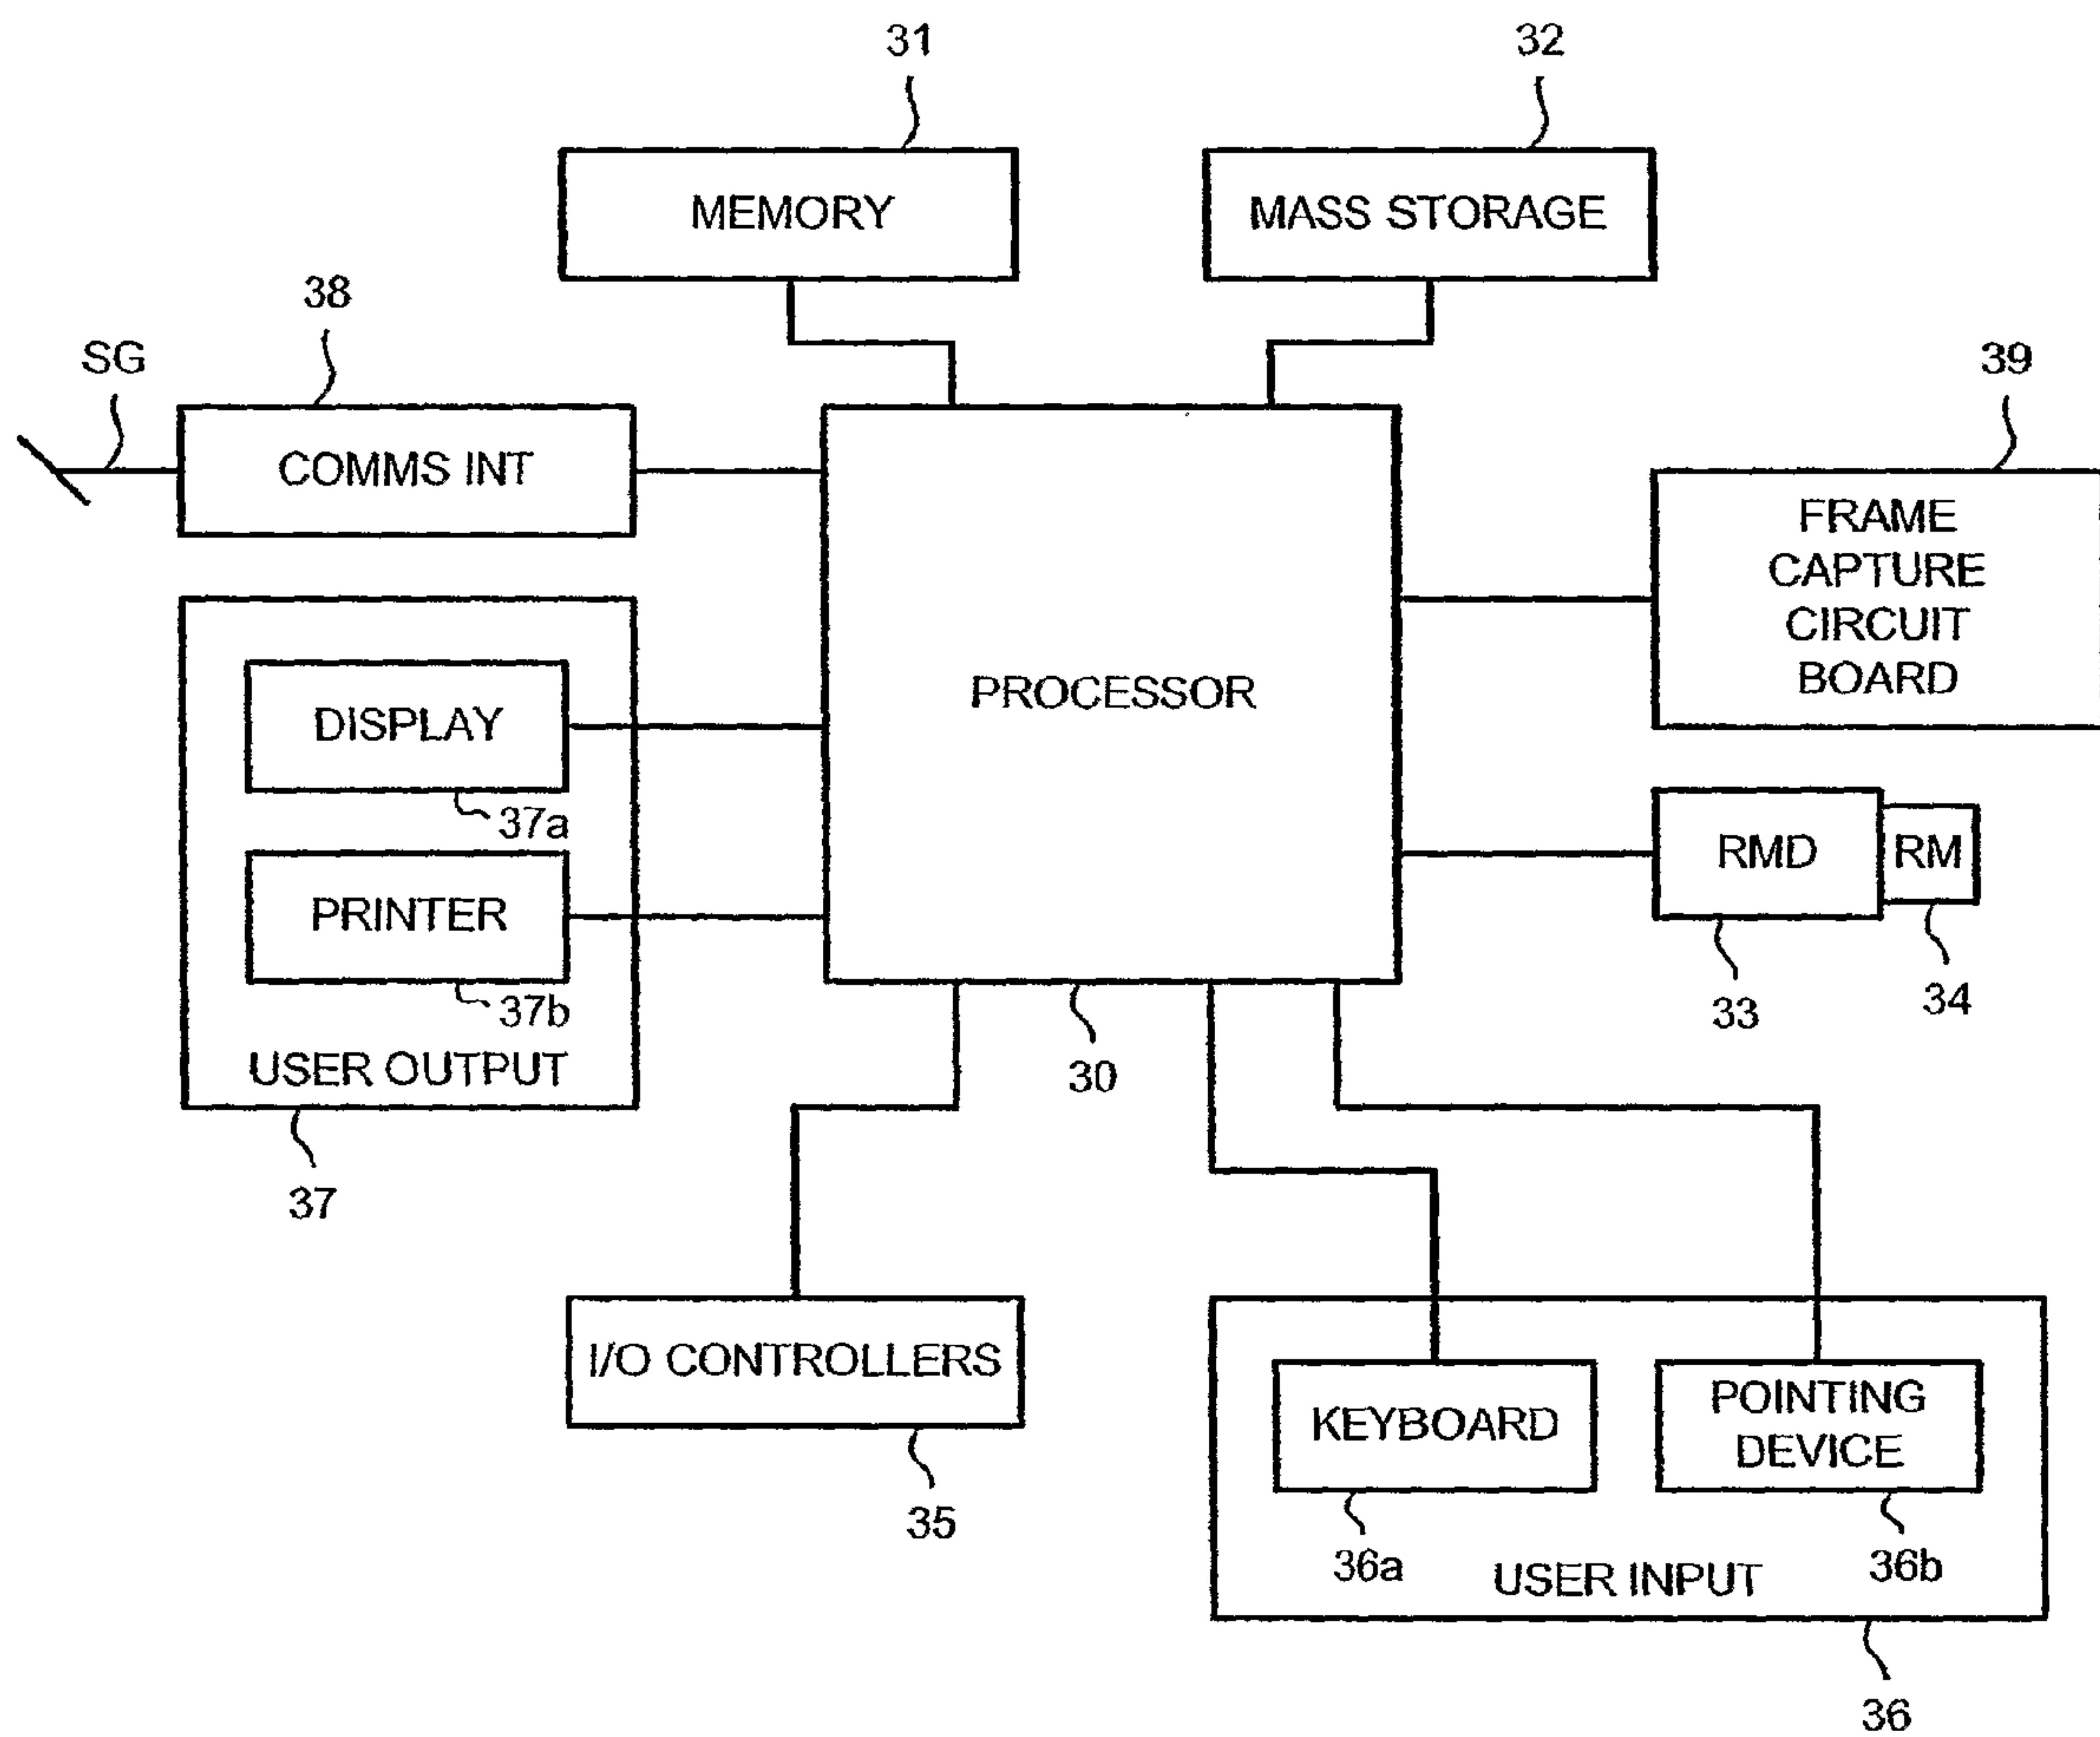 31
32
MEMORY
MASS STORAGE
38
SG
39
COMMS INT
FRAME
CAPTURE
CIRCUIT
BOARD
PROCESSOR
DISPLAY
37a
RMD
RM
PRINTER
37b
33
34
USER OUTPUT
30
37
I/O CONTROLLERS
KEYBOARD
POINTING
DEVICE
35
36a
36b
USER INPUT
36